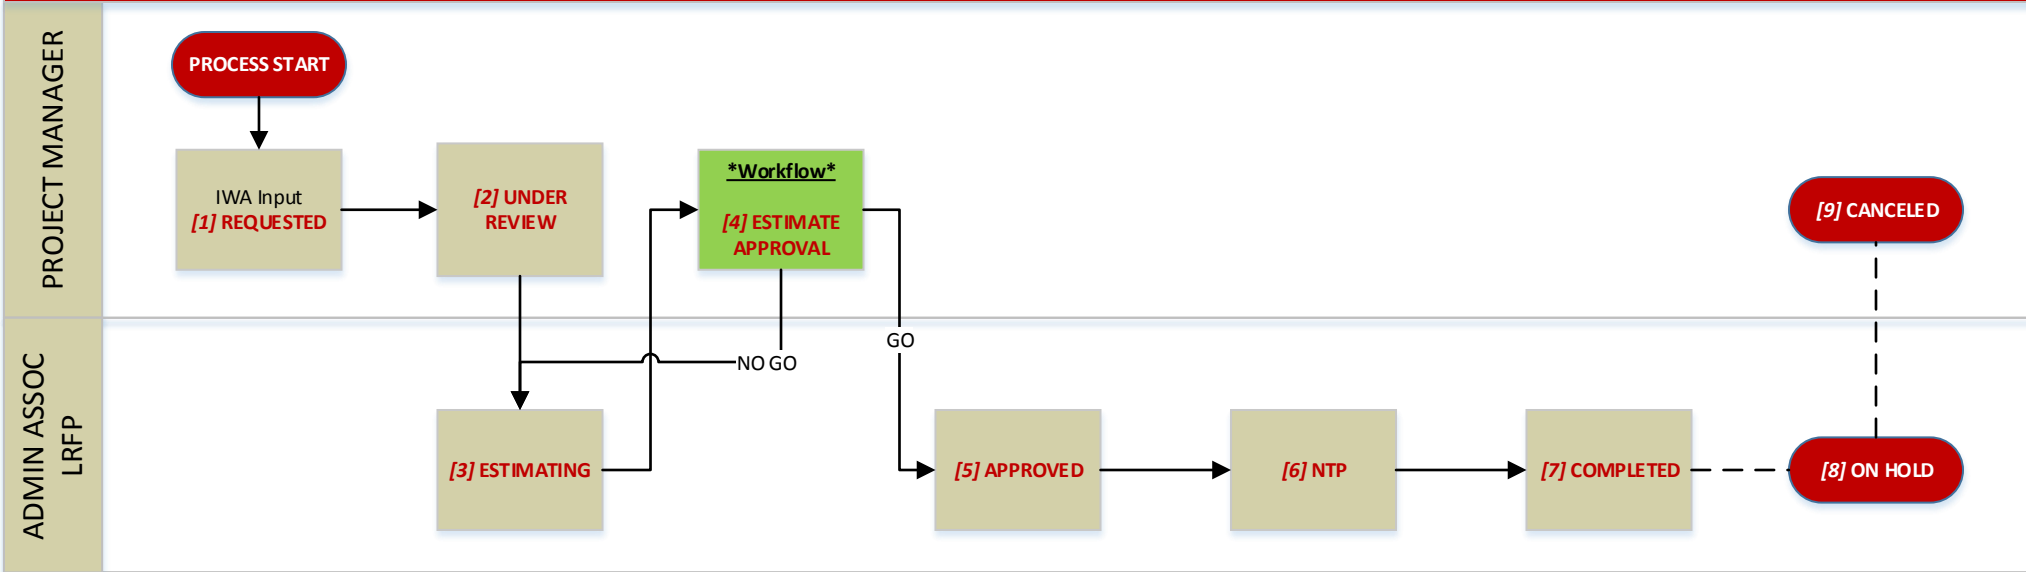 PROJECT MANAGER
PROCESS START
IWA Input
[1] REQUESTED
[2] UNDER
REVIEW
*Workflow*
[4] ESTIMATE
APPROVAL
[9] CANCELED
NO GO
GO
ADMIN ASSOC
LRFP
[3] ESTIMATING
[5] APPROVED
[6] NTP
[7] COMPLETED
[8] ON HOLD